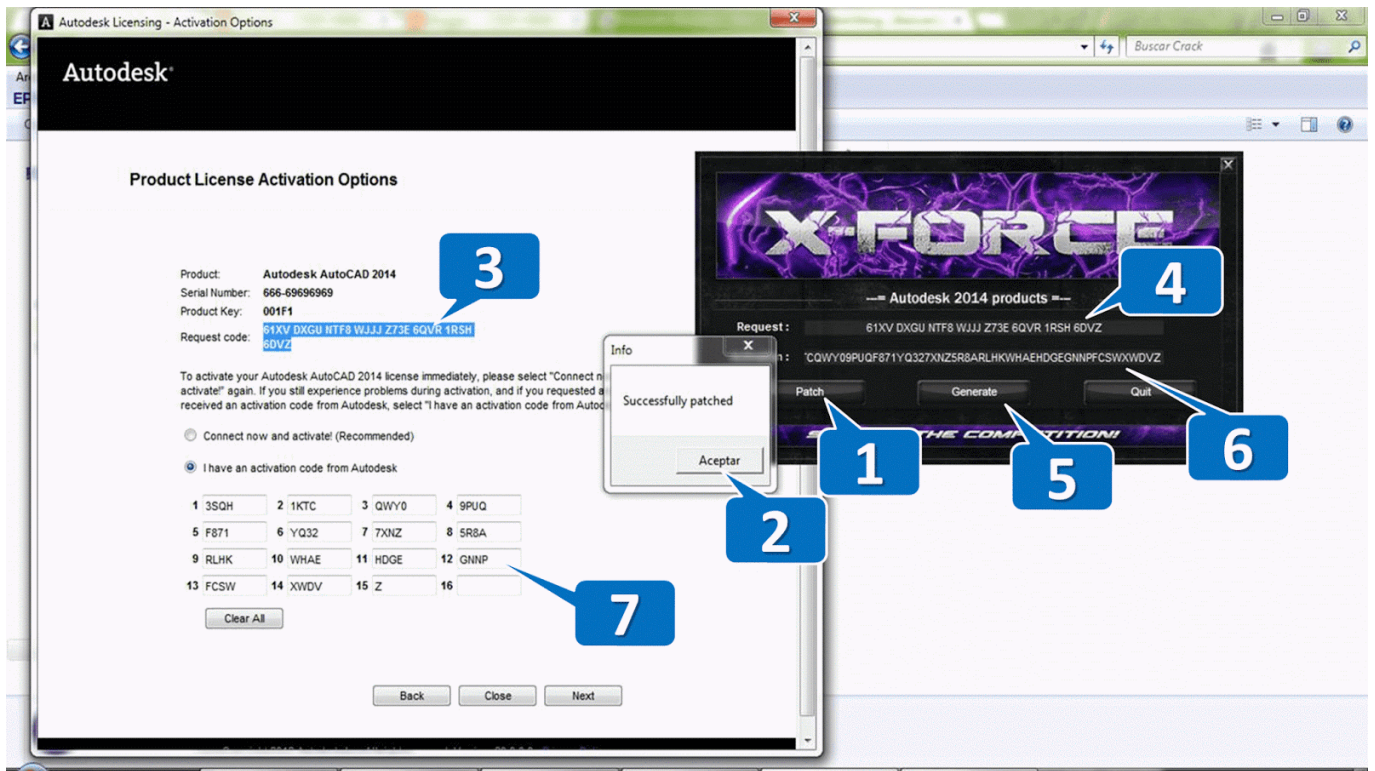 Autodesk Licensing - Activation Options
Buscar Crack
Autodesk
Product License Activation Options
Product: Autodesk AutoCAD 2014
Serial Number: 666-69696969
Product Key: 001F1
Request code: 61XV DXGU NTF8 WJJJ Z73E 6QVR 1RSH
6DVZ
3
To activate your Autodesk AutoCAD 2014 license immediately, please select "Connect
activate!" again. If you still experience problems during activation, and if you requested
received an activation code from Autodesk, select "I have an activation code from
Connect now and activate! (Recommended)
I have an activation code from Autodesk
1 3SQH 2 1KTC 3 QWY0 4 9PUQ
5 F871 6 YQ32 7 7XNZ 8 5R8A
9 RLHK 10 WHAE 11 HDGE 12 GNNP
13 FCSW 14 XWDV 15 Z 16
7
Clear All
Back Close Next
Info
Successfully patched
Aceptar
2
X-FORCE
4
---= Autodesk 2014 products =---
Request: 61XV DXGU NTF8 WJJJ Z73E 6QVR 1RSH 6DVZ
CQWY09PUQF871YQ327XNZ5R8ARLHKWHAEHDGEGNNPFCSWXWDVZ
Patch Generate Quit
THE
1
5
6